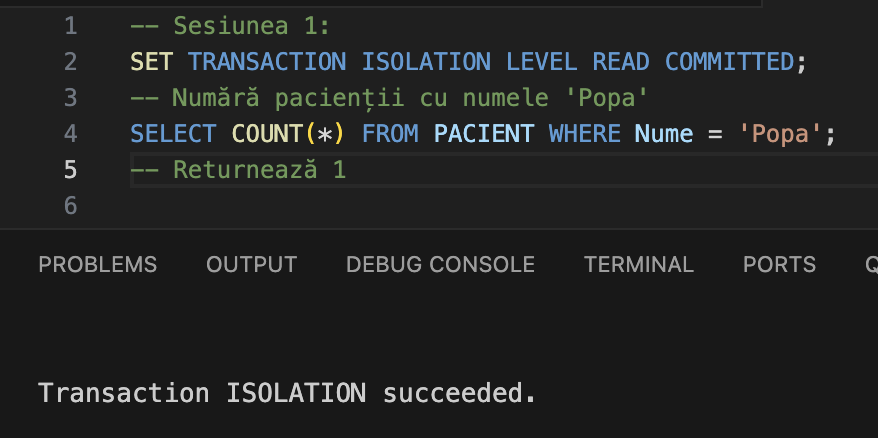 1 -- Sesiunea 1:
2 SET TRANSACTION ISOLATION LEVEL READ COMMITTED;
3 -- Numără pacienții cu numele 'Popa'
4 SELECT COUNT(*) FROM PACIENT WHERE Nume = 'Popa';
5 -- Returnează 1
6
PROBLEMS OUTPUT DEBUG CONSOLE TERMINAL PORTS
Transaction ISOLATION succeeded.